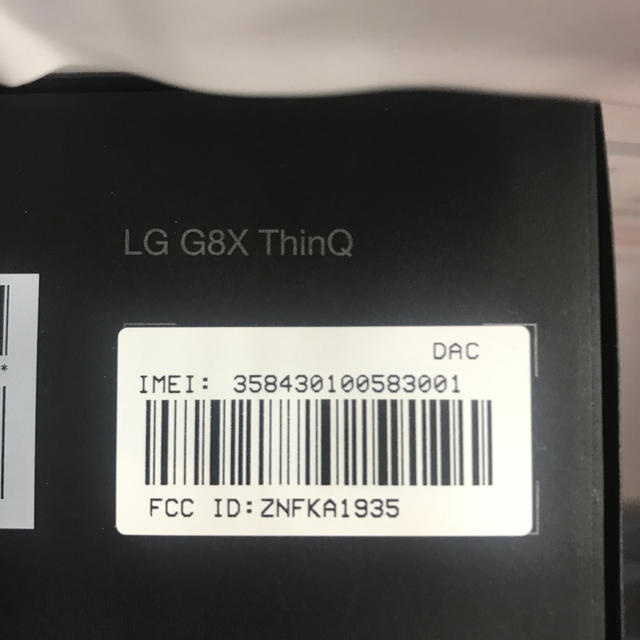 LG G8X ThinQ
DAC
IMEI: 358430100583001
FCC ID:ZNFKA1935
*